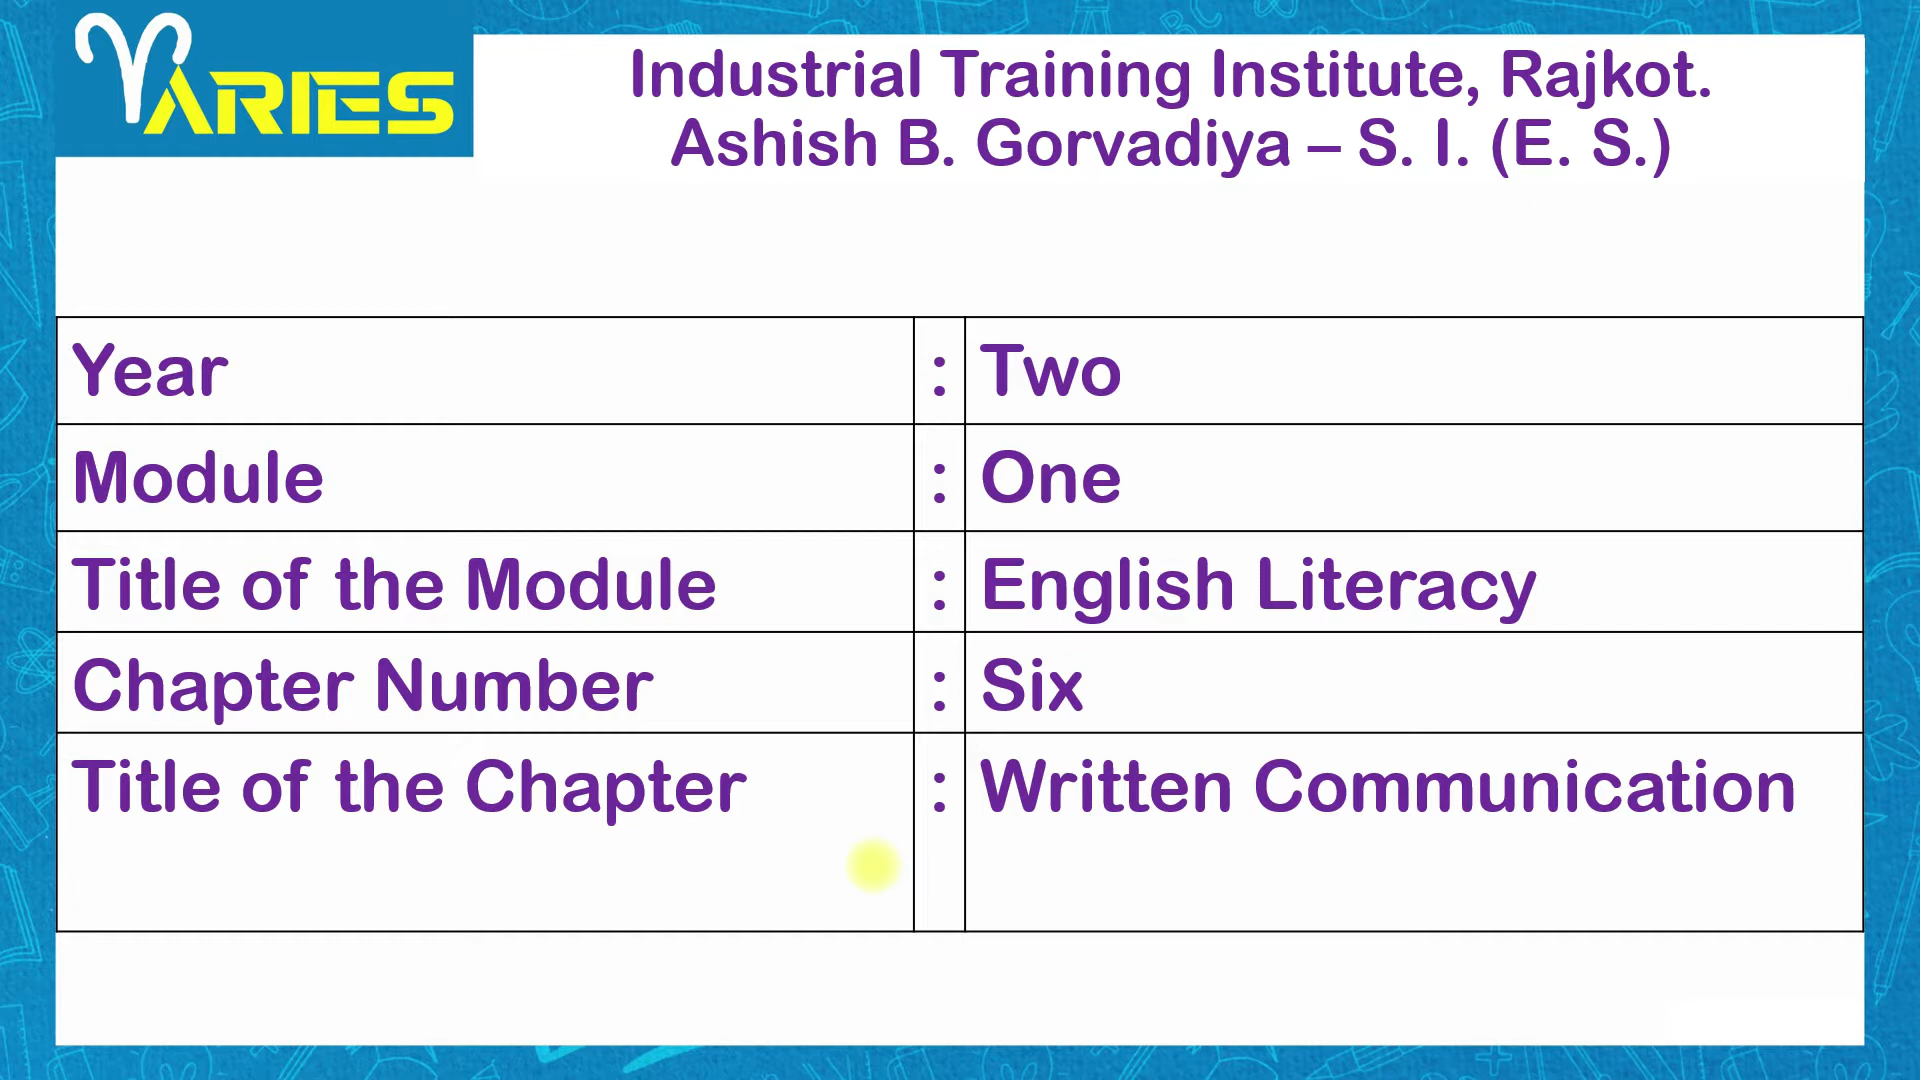 ARIES
Industrial Training Institute, Rajkot.
Ashish B. Gorvadiya – S. I. (E. S.)
Year : Two
Module : One
Title of the Module : English Literacy
Chapter Number : Six
Title of the Chapter : Written Communication